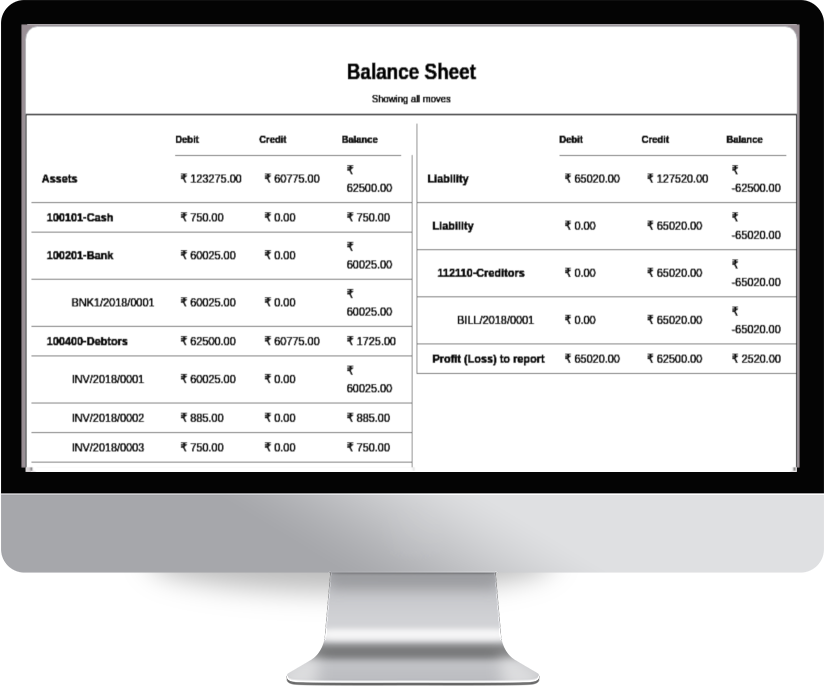 Balance Sheet
Showing all moves
Debit Credit Balance
Assets ₹ 123275.00 ₹ 60775.00 ₹ 62500.00
100101-Cash ₹ 750.00 ₹ 0.00 ₹ 750.00
100201-Bank ₹ 60025.00 ₹ 0.00 ₹ 60025.00
BNK1/2018/0001 ₹ 60025.00 ₹ 0.00 ₹ 60025.00
100400-Debtors ₹ 62500.00 ₹ 60775.00 ₹ 1725.00
INV/2018/0001 ₹ 60025.00 ₹ 0.00 ₹ 60025.00
INV/2018/0002 ₹ 885.00 ₹ 0.00 ₹ 885.00
INV/2018/0003 ₹ 750.00 ₹ 0.00 ₹ 750.00
Debit Credit Balance
Liability ₹ 65020.00 ₹ 127520.00 ₹ -62500.00
Liability ₹ 0.00 ₹ 65020.00 ₹ -65020.00
112110-Creditors ₹ 0.00 ₹ 65020.00 ₹ -65020.00
BILL/2018/0001 ₹ 0.00 ₹ 65020.00 ₹ -65020.00
Profit (Loss) to report ₹ 65020.00 ₹ 62500.00 ₹ 2520.00